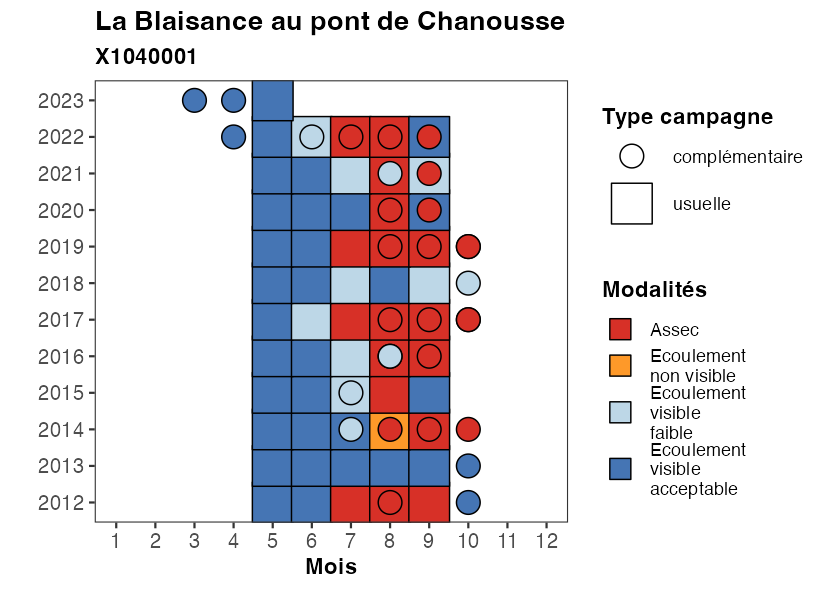 La Blaisance au pont de Chanousse
X1040001
2023
2022
2021
2020
2019
2018
2017
2016
2015
2014
2013
2012
1 2 3 4 5 6 7 8 9 10 11 12
Mois
Type campagne
complémentaire
usuelle
Modalités
Assec
Ecoulement
non visible
Ecoulement
visible
faible
Ecoulement
visible
acceptable